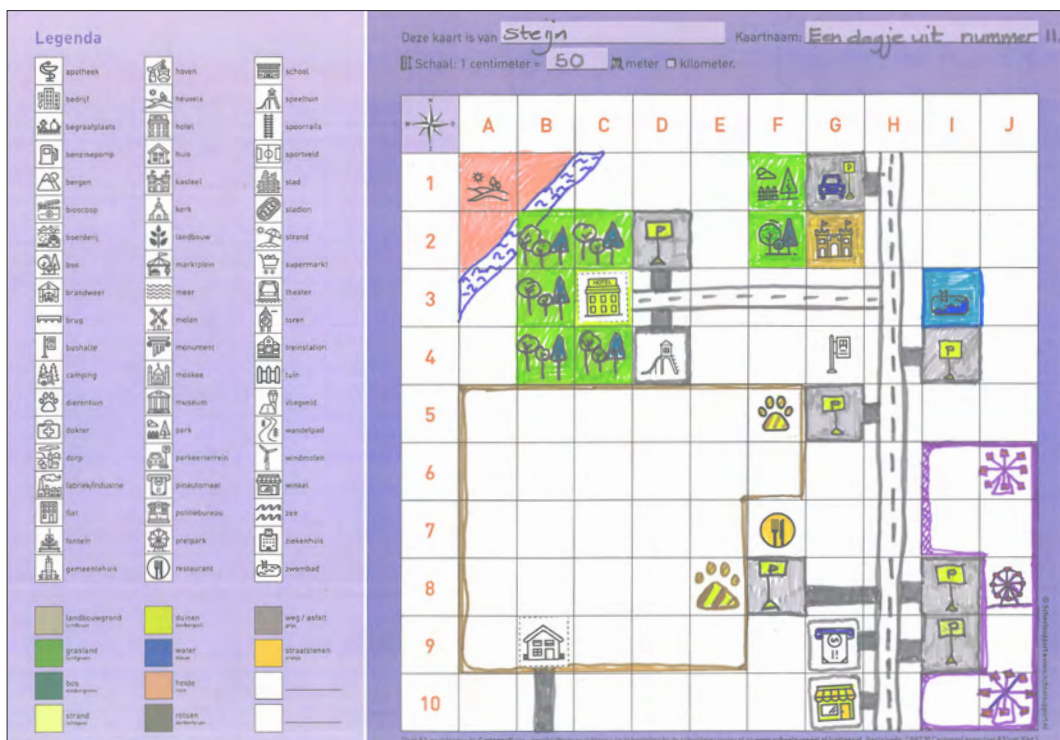 Legenda
apotheek
bedrijf
begraafplaats
benzinepomp
bergen
bioscoop
boerderij
bos
brandweer
brug
bushalte
camping
dierentuin
dokter
dorp
fabriek/industrie
flat
fontein
gemeentehuis
haven
heuvels
hotel
huis
kasteel
kerk
landbouw
marktplein
meer
molen
monument
moskee
museum
park
parkeerterrein
pinautomaat
politiebureau
pretpark
restaurant
school
speeltuin
spoorrails
sportveld
stad
stadion
strand
supermarkt
theater
toren
treinstation
tuin
vliegveld
wandelpad
windmolen
winkel
zee
ziekenhuis
zwembad
landbouwgrond
grasland
bos
strand
duinen
water
heide
rotsen
weg / asfalt
straatstenen
Deze kaart is van Steijn Kaartnaam: Een dagje uit nummer 11.
Schaal: 1 centimeter = 50 meter kilometer.
A B C D E F G H I J
1 P
2 P
3 HOTEL
4 P
5 P
6
7
8 P P
9 P
10